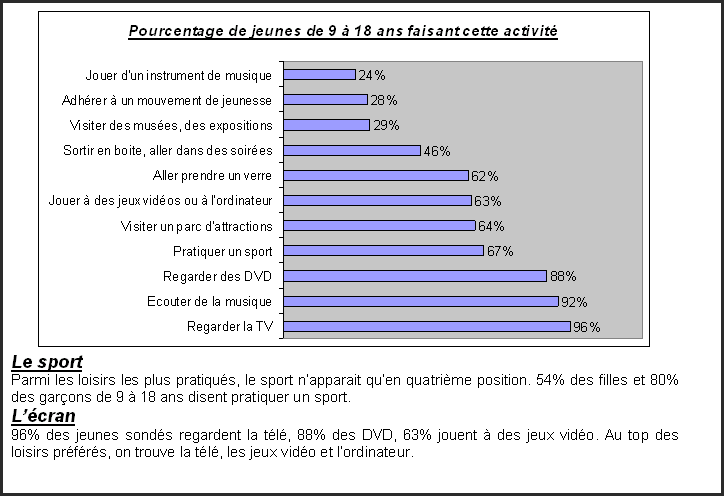 Pourcentage de jeunes de 9 à 18 ans faisant cette activité
Jouer d'un instrument de musique 24%
Adhérer à un mouvement de jeunesse 28%
Visiter des musées, des expositions 29%
Sortir en boite, aller dans des soirées 46%
Aller prendre un verre 62%
Jouer à des jeux vidéos ou à l'ordinateur 63%
Visiter un parc d'attractions 64%
Pratiquer un sport 67%
Regarder des DVD 88%
Ecouter de la musique 92%
Regarder la TV 96%
Le sport
Parmi les loisirs les plus pratiqués, le sport n'apparait qu'en quatrième position. 54% des filles et 80%
des garçons de 9 à 18 ans disent pratiquer un sport.
L'écran
96% des jeunes sondés regardent la télé, 88% des DVD, 63% jouent à des jeux vidéo. Au top des
loisirs préférés, on trouve la télé, les jeux vidéo et l'ordinateur.